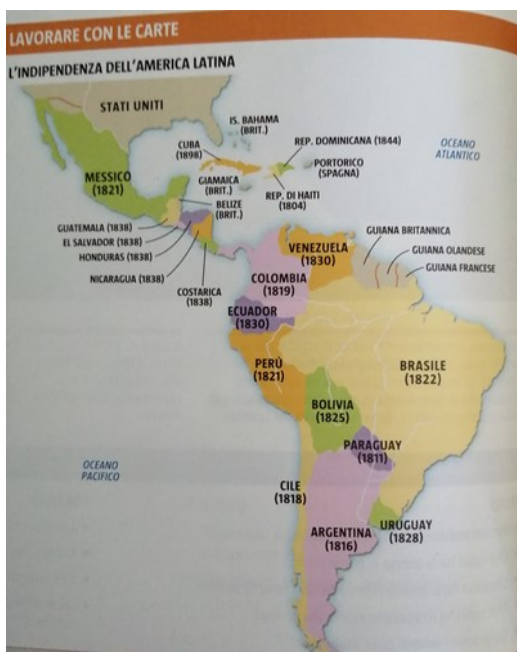 LAVORARE CON LE CARTE
L'INDIPENDENZA DELL'AMERICA LATINA
STATI UNITI
IS. BAHAMA
(BRIT.)
CUBA
(1898)
REP. DOMINICANA (1844)
OCEANO
ATLANTICO
PORTORICO
(SPAGNA)
MESSICO
(1821)
GIAMAICA
(BRIT.)
BELIZE
(BRIT.)
REP. DI HAITI
(1804)
GUATEMALA (1838)
EL SALVADOR (1838)
HONDURAS (1838)
NICARAGUA (1838)
COSTARICA
(1838)
VENEZUELA
(1830)
GUIANA BRITANNICA
GUIANA OLANDESE
GUIANA FRANCESE
COLOMBIA
(1819)
ECUADOR
(1830)
PERÙ
(1821)
BRASILE
(1822)
BOLIVIA
(1825)
PARAGUAY
(1811)
OCEANO
PACIFICO
CILE
(1818)
ARGENTINA
(1816)
URUGUAY
(1828)